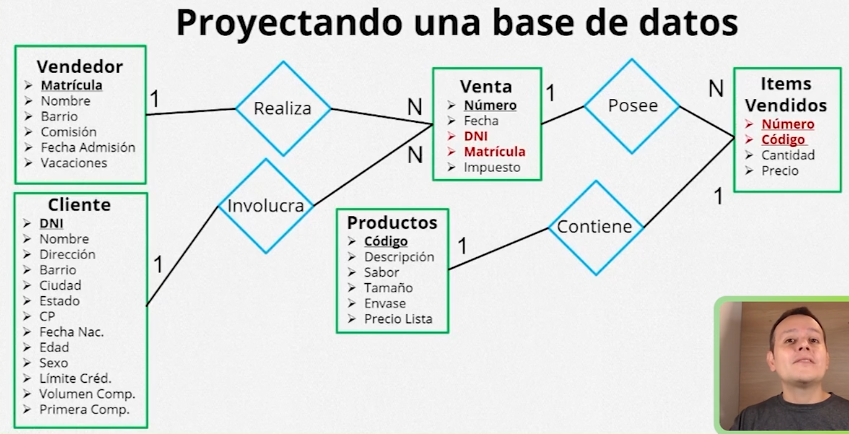 Proyectando una base de datos
Vendedor
Matrícula
Nombre
Barrio
Comisión
Fecha Admisión
Vacaciones
1
Realiza
N
Venta
Número
Fecha
DNI
Matrícula
Impuesto
1
Posee
N
Items
Vendidos
Número
Código
Cantidad
Precio
Cliente
DNI
Nombre
Dirección
Barrio
Ciudad
Estado
CP
Fecha Nac.
Edad
Sexo
Límite Créd.
Volumen Comp.
Primera Comp.
1
Involucra
N
Productos
Código
Descripción
Sabor
Tamaño
Envase
Precio Lista
1
Contiene
1